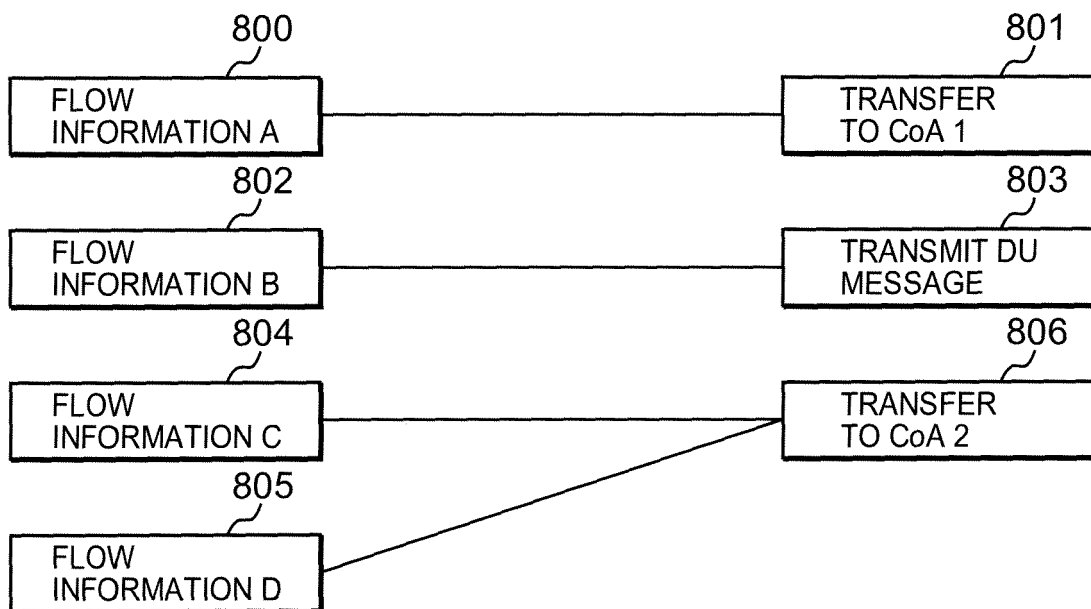 800
801
FLOW
INFORMATION A
TRANSFER
TO CoA 1
802
803
FLOW
INFORMATION B
TRANSMIT DU
MESSAGE
804
806
FLOW
INFORMATION C
TRANSFER
TO CoA 2
805
FLOW
INFORMATION D